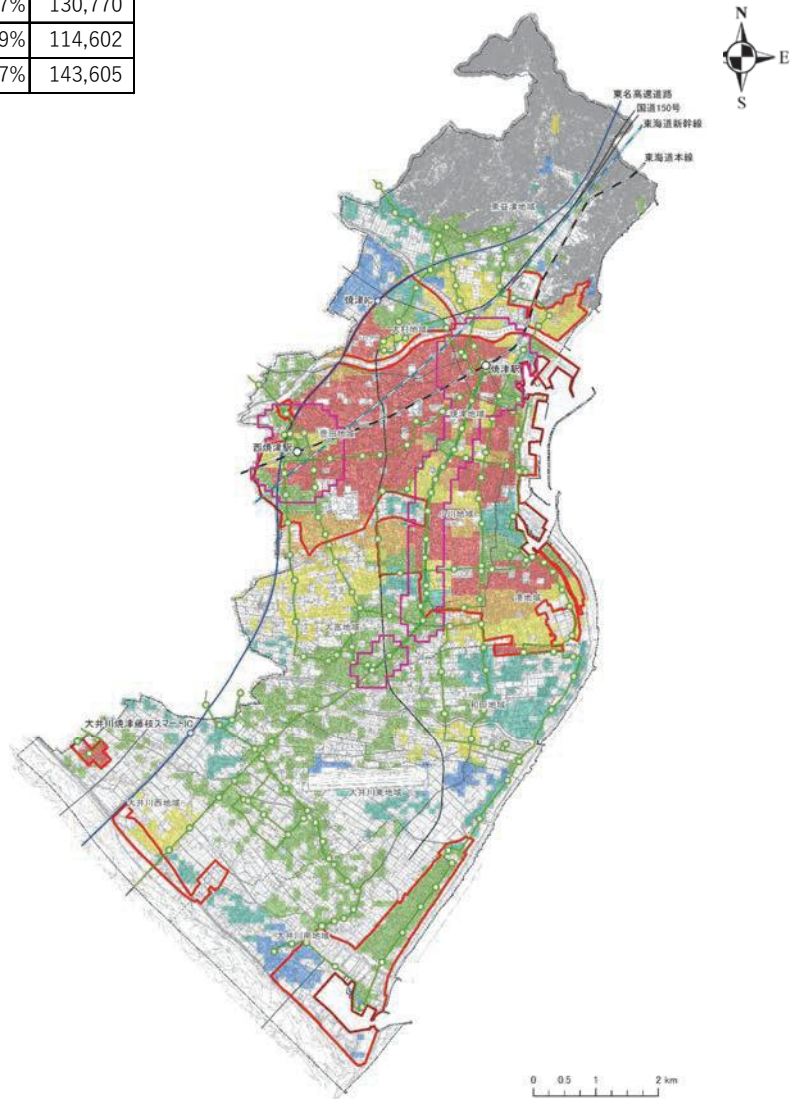 7% 130,770
9% 114,602
7% 143,605
N
E
S
東名高速道路
国道150号
東海道新幹線
東海道本線
東益津地域
焼津IC
大村地域
焼津駅
焼津地域
豊田地域
西焼津駅
小川地域
港地域
大富地域
和田地域
大井川焼津藤枝スマートIC
大井川東地域
大井川西地域
大井川南地域
0 0.5 1 2 km